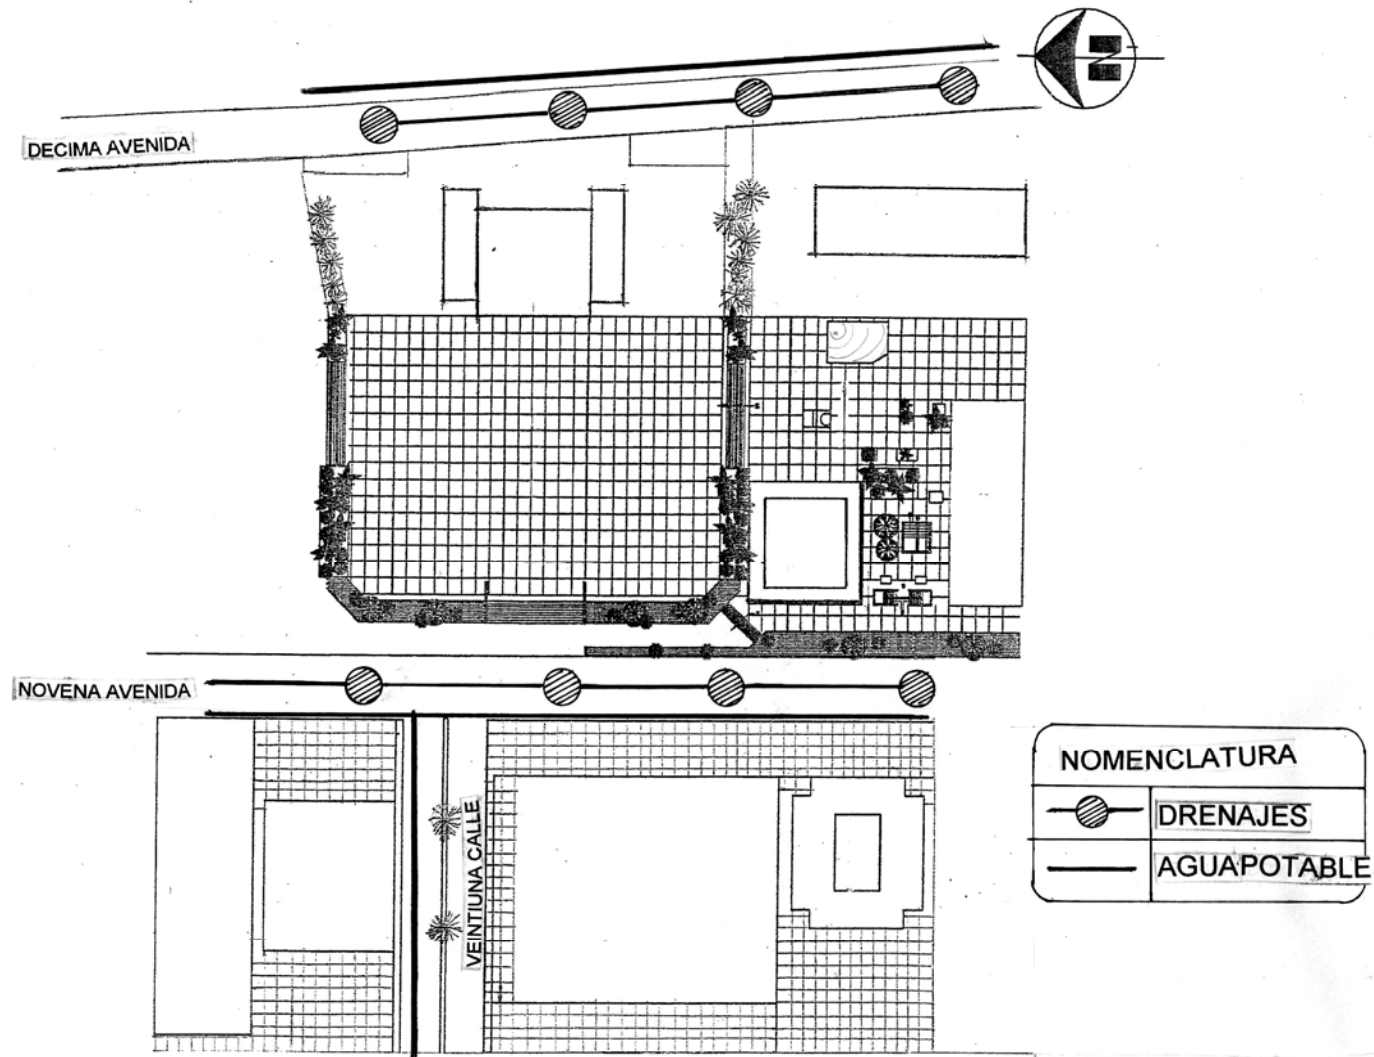 N
DECIMA AVENIDA
NOVENA AVENIDA
VEINTIUNA CALLE
NOMENCLATURA
DRENAJES
AGUAPOTABLE